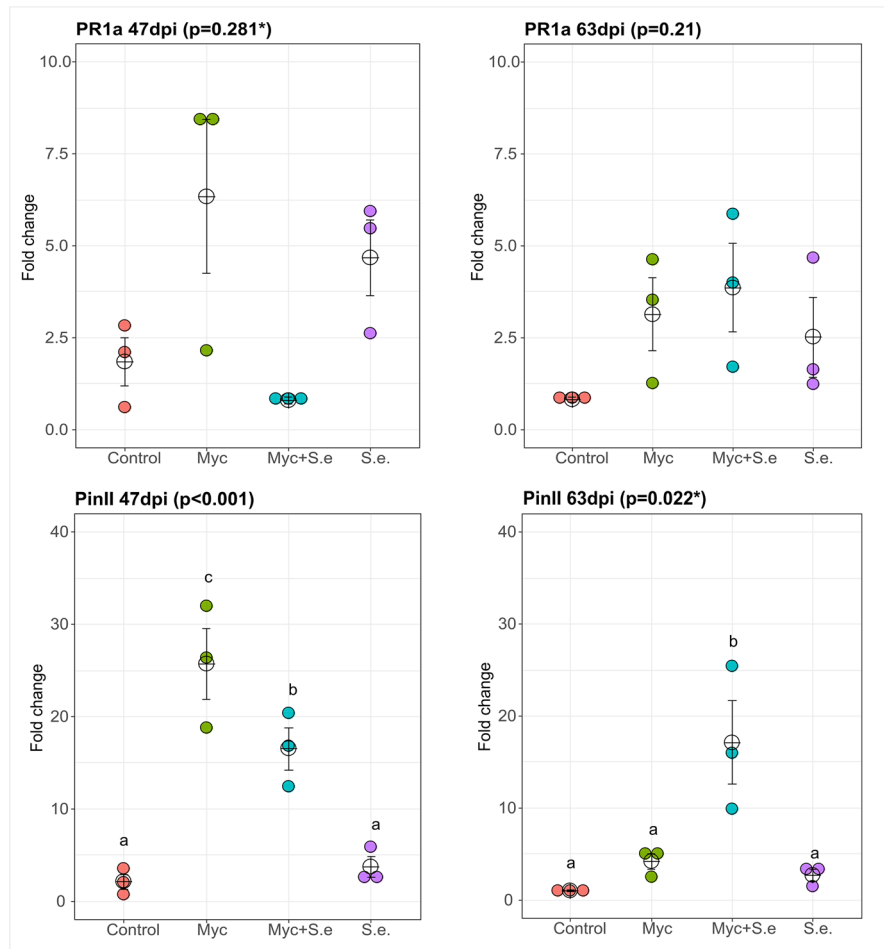 PR1a 47dpi (p=0.281*)
10.0
7.5
5.0
2.5
0.0
Fold change
Control Myc Myc+S.e S.e.
PR1a 63dpi (p=0.21)
10.0
7.5
5.0
2.5
0.0
Fold change
Control Myc Myc+S.e S.e.
PinII 47dpi (p<0.001)
40
30
20
10
0
Fold change
a
c
b
a
Control Myc Myc+S.e S.e.
PinII 63dpi (p=0.022*)
40
30
20
10
0
Fold change
a
a
b
a
Control Myc Myc+S.e S.e.